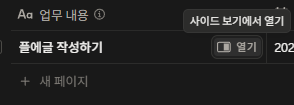 Aa 업무 내용
사이드 보기에서 열기
플에글 작성하기
열기
202
+ 새 페이지